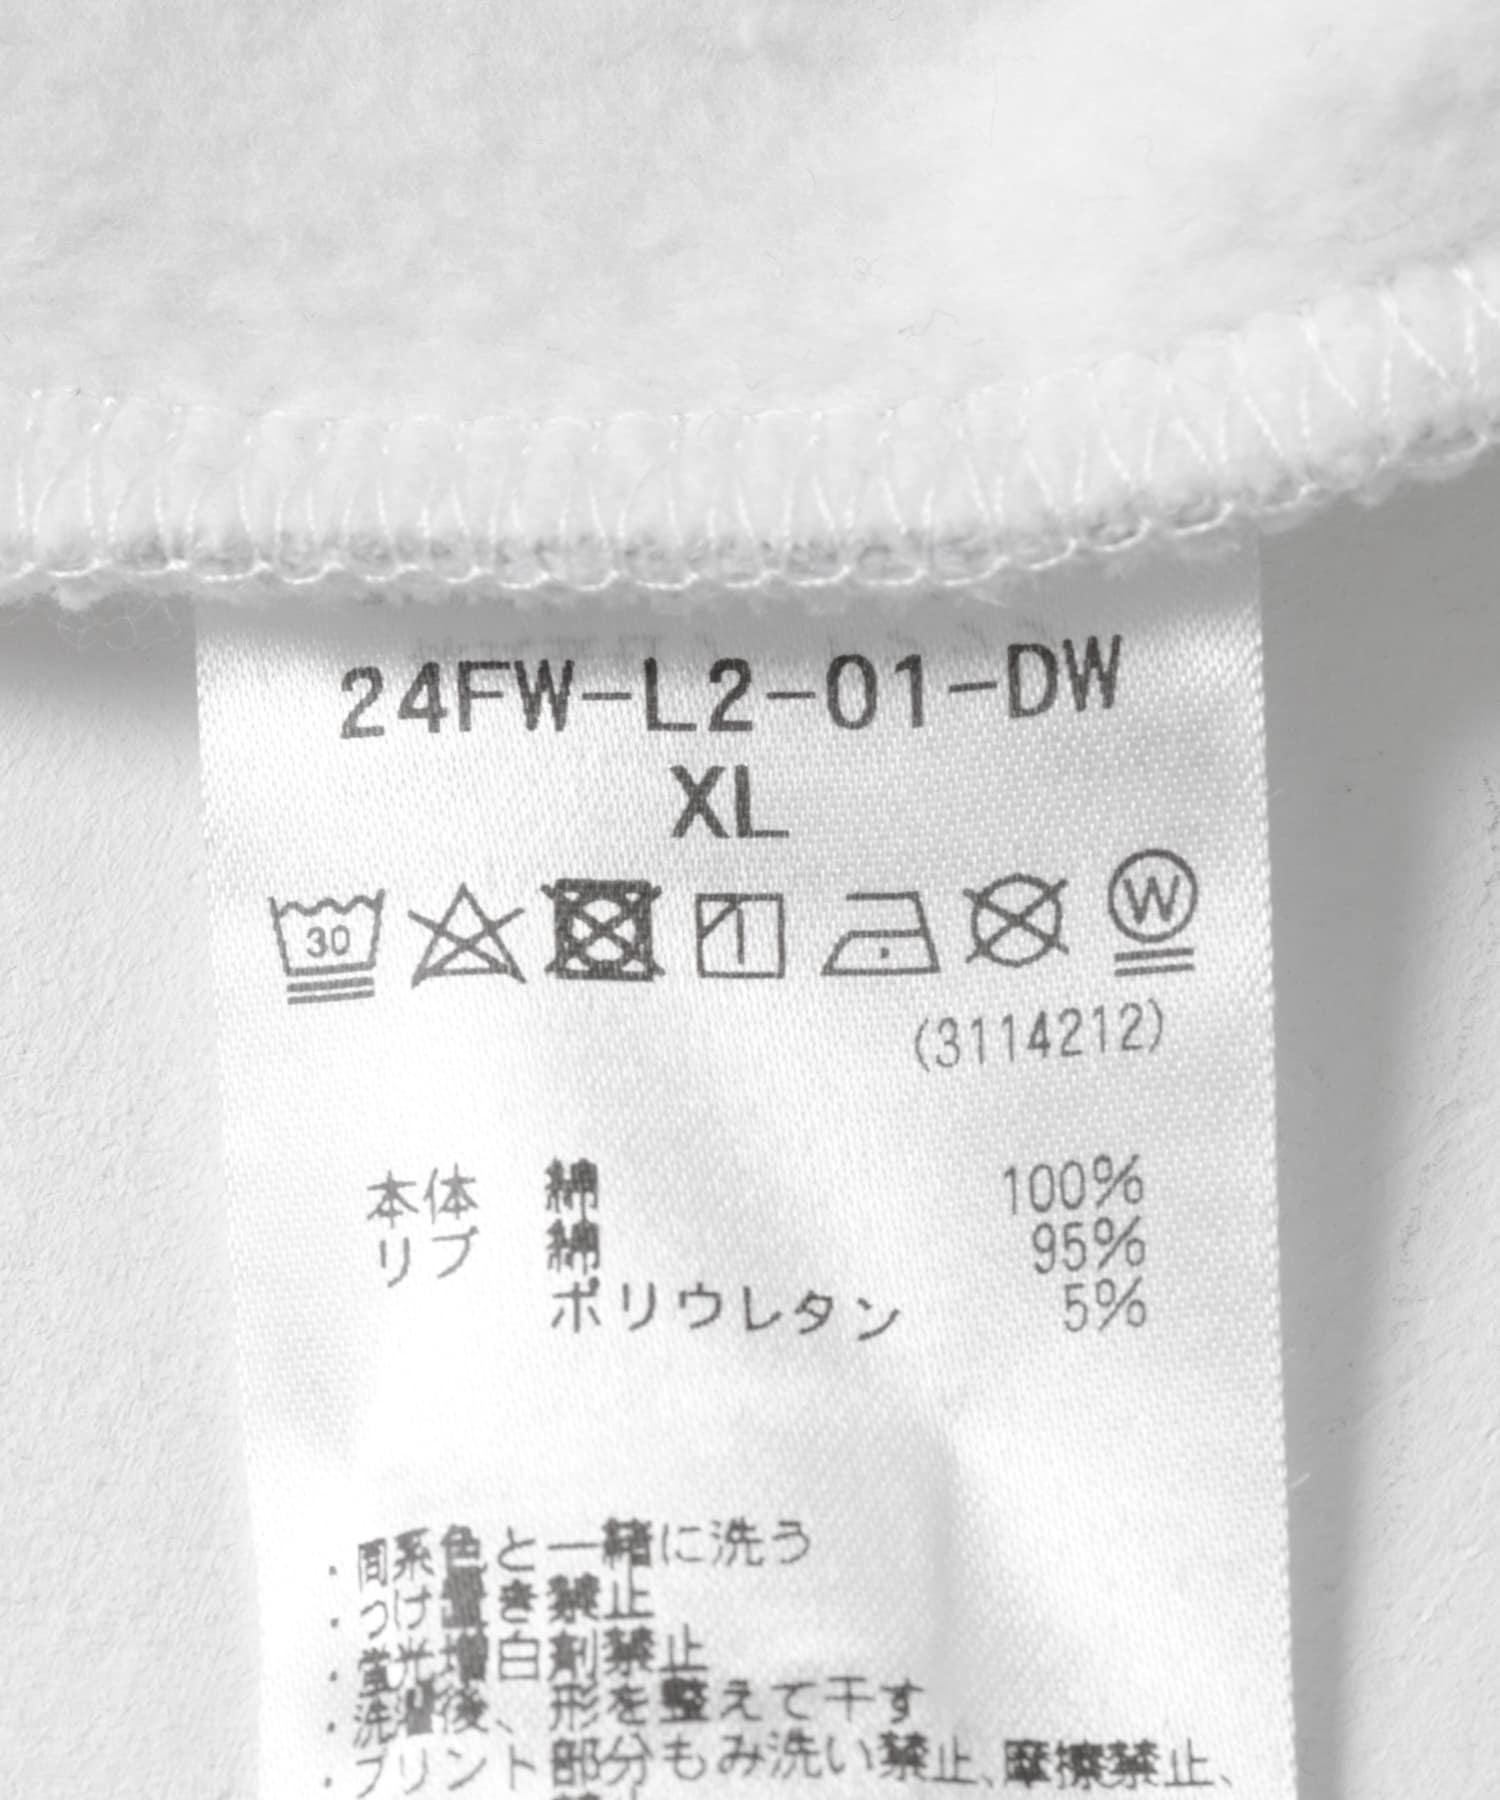 24FW-L2-01-DW
XL
30
W
(3114212)
本体 綿 100%
リブ 綿 95%
ポリウレタン 5%
・同系色と一緒に洗う
・つけ置き禁止
・蛍光増白剤禁止
・洗濯後、形を整えて干す
・プリント部分もみ洗い禁止、摩擦禁止、